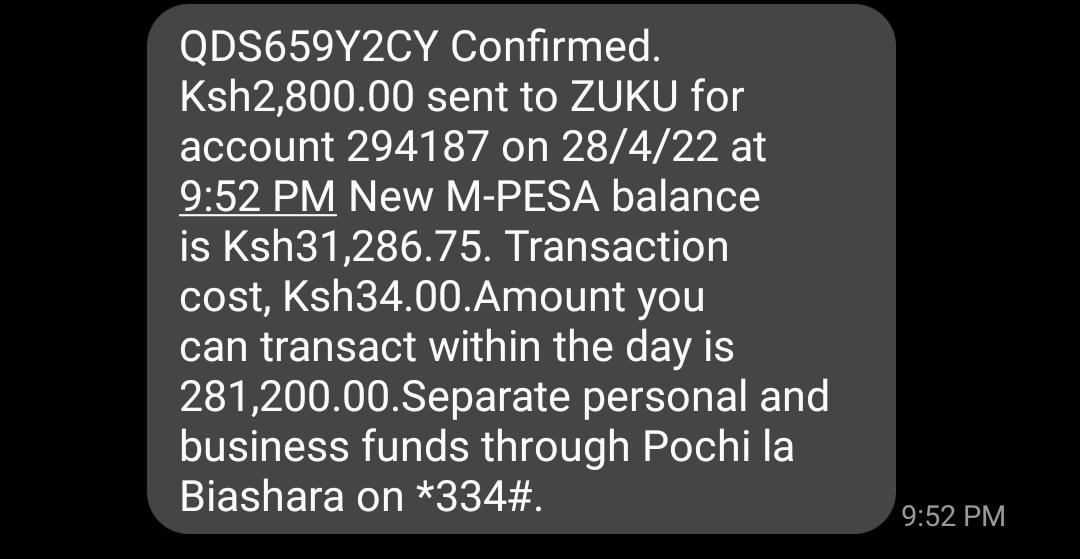 QDS659Y2CY Confirmed.
Ksh2,800.00 sent to ZUKU for
account 294187 on 28/4/22 at
9:52 PM New M-PESA balance
is Ksh31,286.75. Transaction
cost, Ksh34.00.Amount you
can transact within the day is
281,200.00.Separate personal and
business funds through Pochi la
Biashara on *334#.
9:52 PM